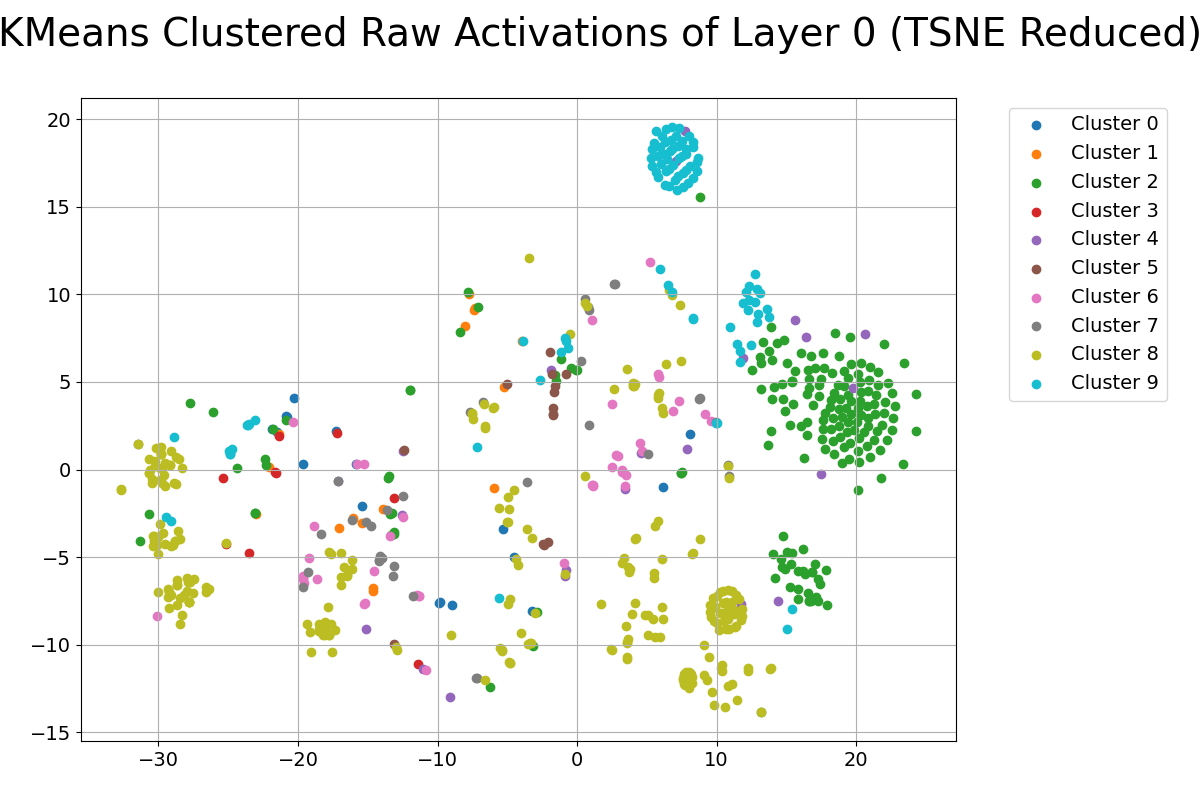 KMeans Clustered Raw Activations of Layer 0 (TSNE Reduced)
20
15
10
5
0
−5
−10
−15
−30
−20
−10
0
10
20
Cluster 0
Cluster 1
Cluster 2
Cluster 3
Cluster 4
Cluster 5
Cluster 6
Cluster 7
Cluster 8
Cluster 9